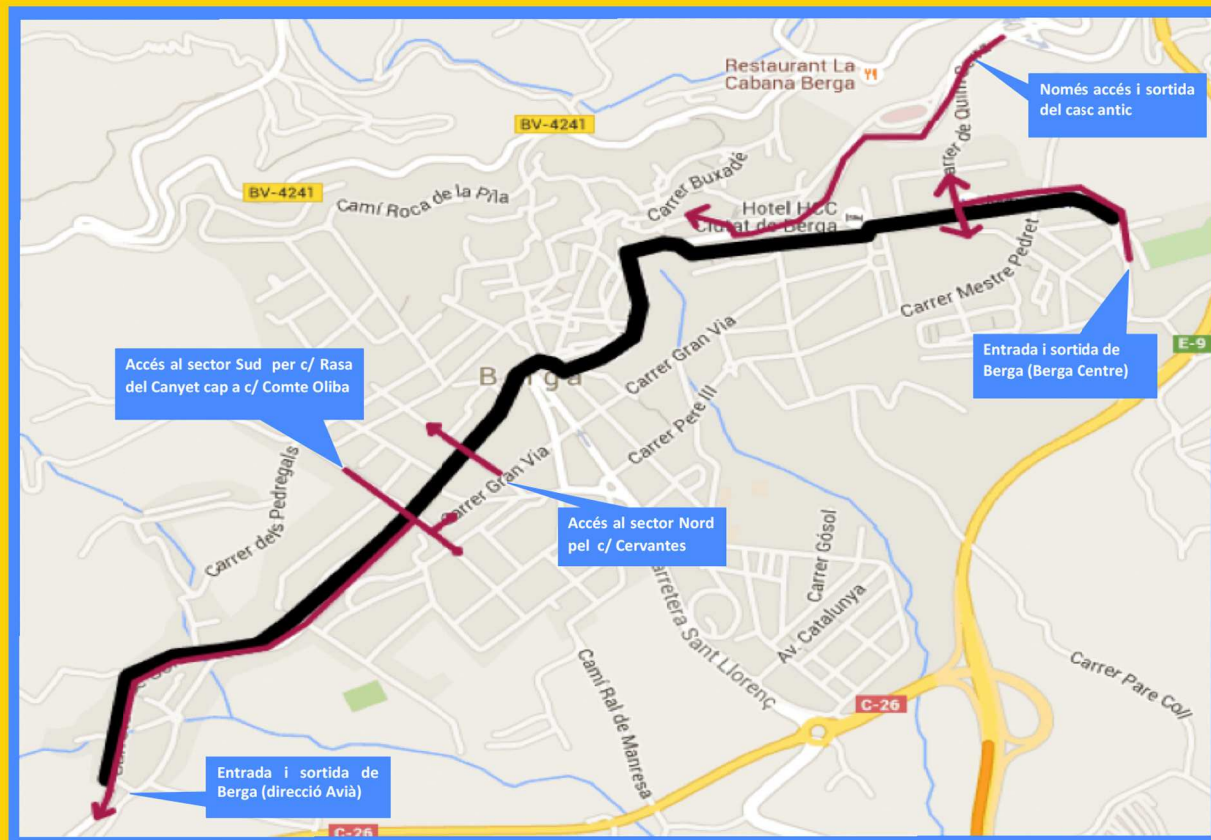 Restaurant La
Cabana Berga
Només accés i sortida
del casc antic
BV-4241
BV-4241
Camí Roca de la Pila
Carrer Buxadé
Hotel HCC
Ciutat de Berga
Carrer Mestre Pedret
E-9
Entrada i sortida de
Berga (Berga Centre)
Accés al sector Sud per c/ Rasa
del Canyet cap a c/ Comte Oliba
Berga
Carrer Gran Via
Carrer Pere III
Carrer Gran Via
Carrer dels Pedregals
Accés al sector Nord
pel c/ Cervantes
Carretera Sant Llorenç
Carrer Gósol
Av. Catalunya
Camí Ral de Manresa
Carrer Pare Coll
C-26
Entrada i sortida de
Berga (direcció Avià)
C-26